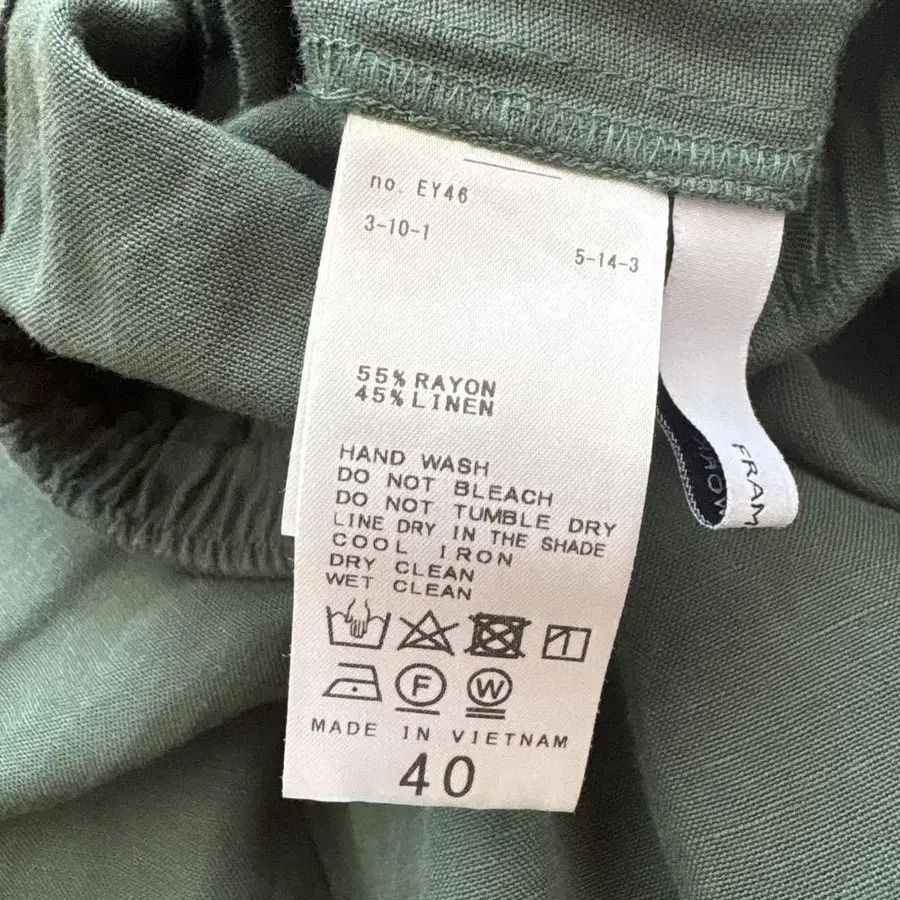 no. EY46
3-10-1
5-14-3
55% RAYON
45% LINEN
HAND WASH
DO NOT BLEACH
DO NOT TUMBLE DRY
LINE DRY IN THE SHADE
COOL IRON
DRY CLEAN
WET CLEAN
F W
MADE IN VIETNAM
40
FRAM